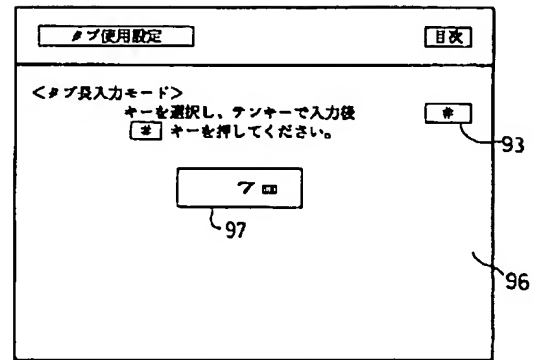 タブ使用設定
目次
<タブ長入力モード>
キーを選択し、テンキーで入力後
# キーを押してください。
#
93
7 mm
97
96